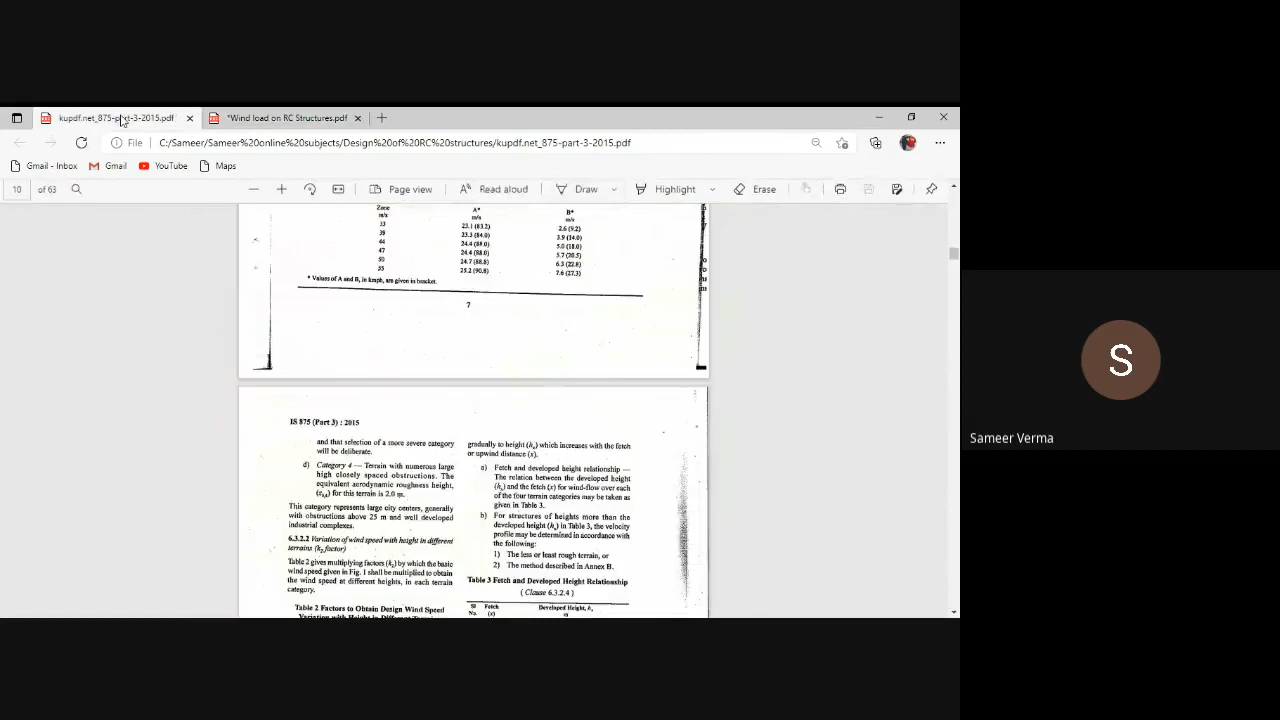 kupdf.net_875-part-3-2015.pdf
*Wind load on RC Structures.pdf
File
C:/Sameer/Sameer%20online%20subjects/Design%20of%20RC%20structures/kupdf.net_875-part-3-2015.pdf
Gmail - Inbox Gmail YouTube Maps
10 of 63 Page view Read aloud Draw Highlight Erase
Zone A* B*
m/s m/s m/s
33 23.1 (83.2) 2.6 (9.2)
39 23.3 (84.0) 3.9 (14.0)
44 24.4 (88.0) 5.0 (18.0)
47 24.4 (88.0) 5.7 (20.5)
50 24.7 (88.8) 6.3 (22.8)
55 25.2 (90.8) 7.6 (27.3)
* Values of A and B, in kmph, are given in bracket.
7
IS 875 (Part 3) : 2015
and that selection of a more severe category
will be deliberate.
d) Category 4 — Terrain with numerous large
high closely spaced obstructions. The
equivalent aerodynamic roughness height,
(z₀,₄) for this terrain is 2.0 m.
This category represents large city centers, generally
with obstructions above 25 m and well developed
industrial complexes.
6.3.2.2 Variation of wind speed with height in different
terrains (k₂ factor)
Table 2 gives multiplying factors (k₂) by which the basic
wind speed given in Fig. 1 shall be multiplied to obtain
the wind speed at different heights, in each terrain
category.
Table 2 Factors to Obtain Design Wind Speed
Variation with Height in Different
gradually to height (hₓ) which increases with the fetch
or upwind distance (x).
a) Fetch and developed height relationship —
The relation between the developed height
(hₓ) and the fetch (x) for wind-flow over each
of the four terrain categories may be taken as
given in Table 3.
b) For structures of heights more than the
developed height (hₓ) in Table 3, the velocity
profile may be determined in accordance with
the following:
1) The less or least rough terrain, or
2) The method described in Annex B.
Table 3 Fetch and Developed Height Relationship
( Clause 6.3.2.4 )
Sl Fetch Developed Height, hₓ
No. (x)
S
Sameer Verma